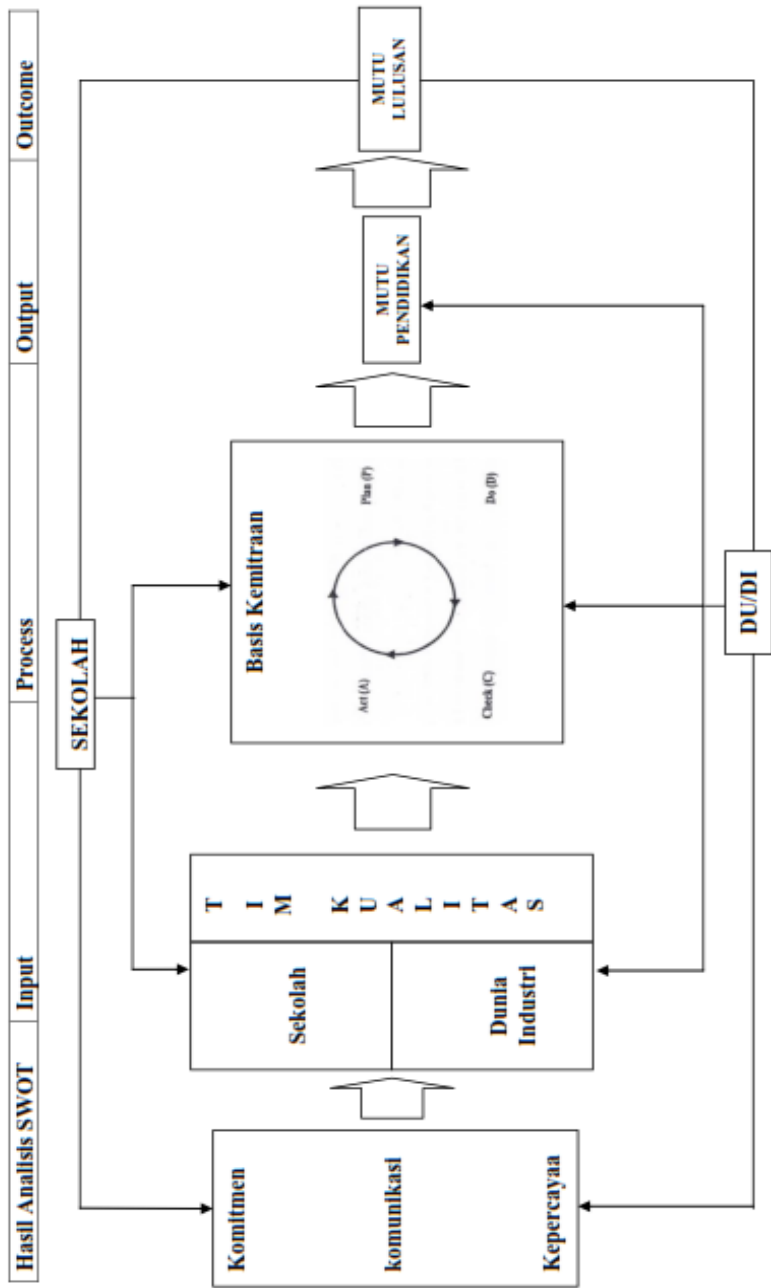 Hasil Analisis SWOT
Input
Process
Output
Outcome
SEKOLAH
Komitmen
komunikasi
Kepercayaa
Sekolah
Dunia
Industri
T I M K U A L I T A S
Basis Kemitraan
Act (A)
Plan (P)
Check (C)
Do (D)
MUTU
PENDIDIKAN
MUTU
LULUSAN
DU/DI